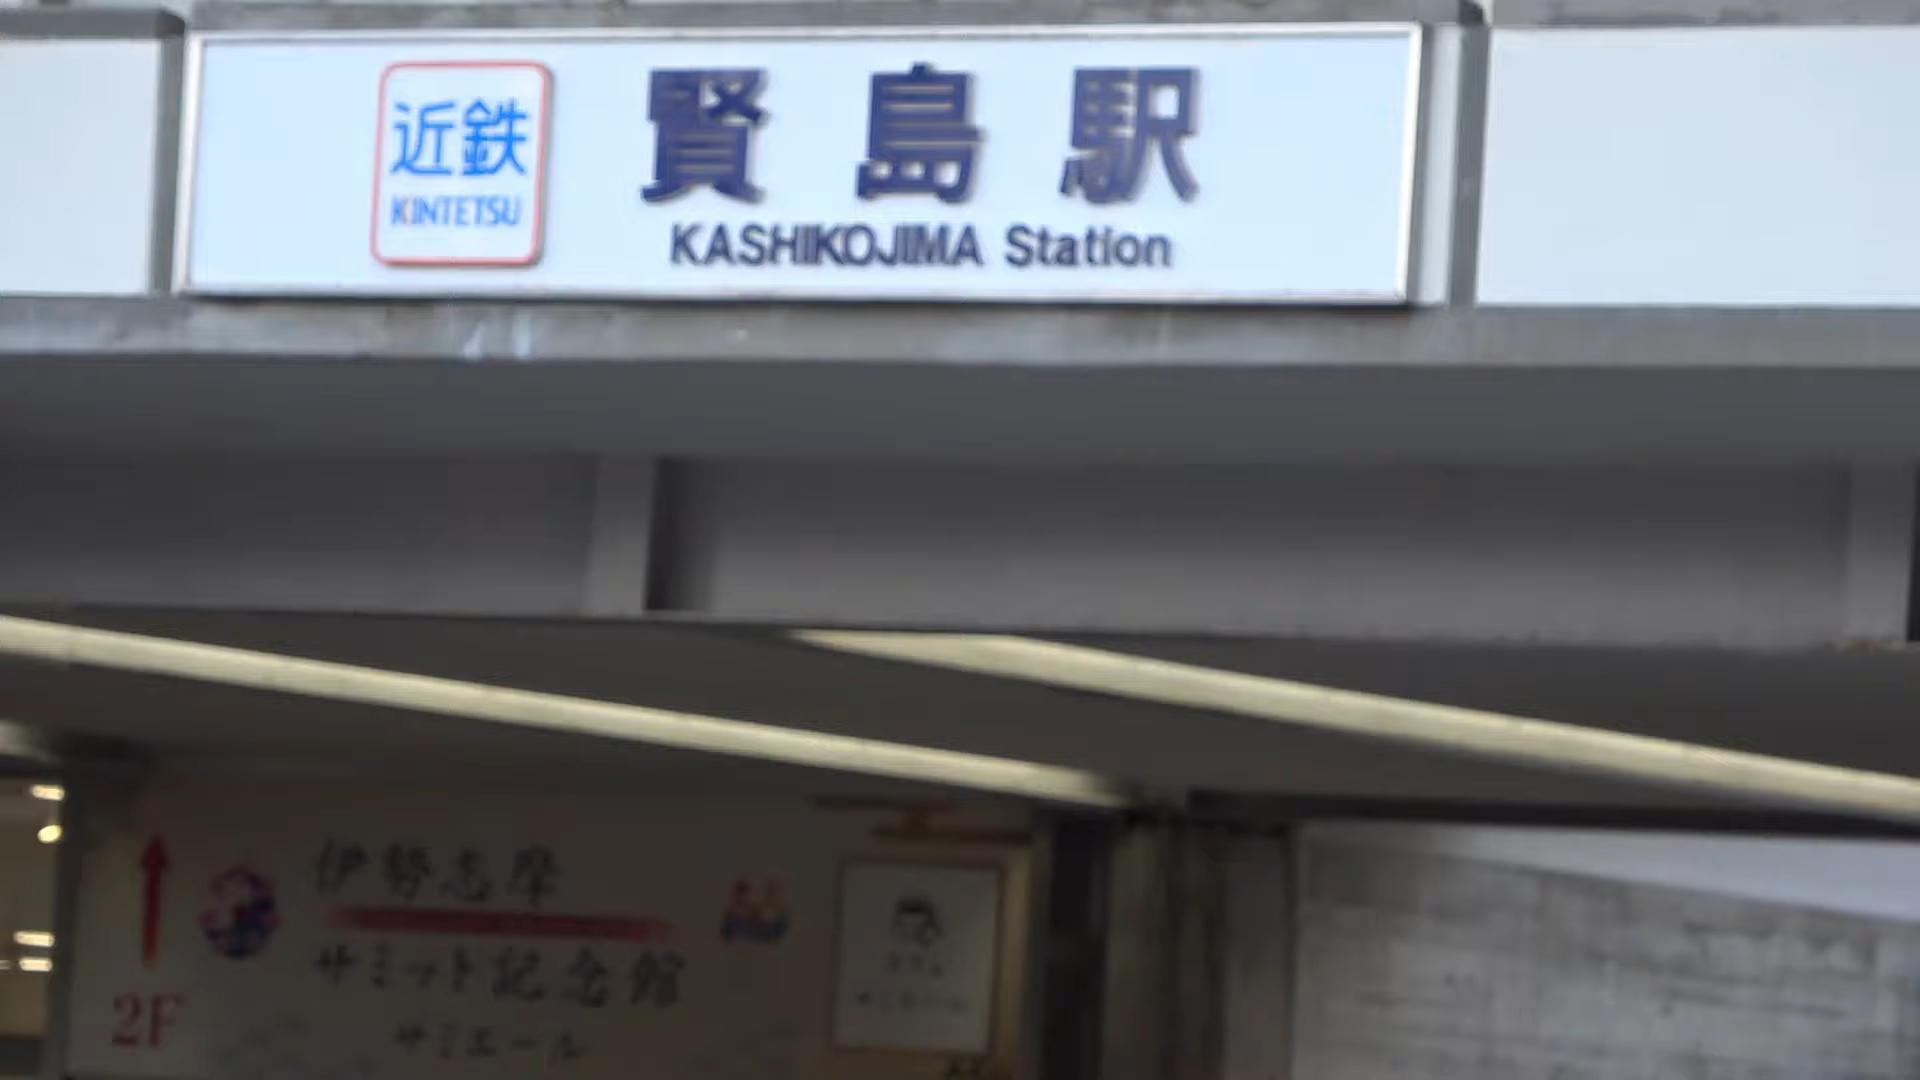 近鉄
KINTETSU
賢島駅
KASHIKOJIMA Station
伊勢志摩
サミット記念館
サミエール
2F